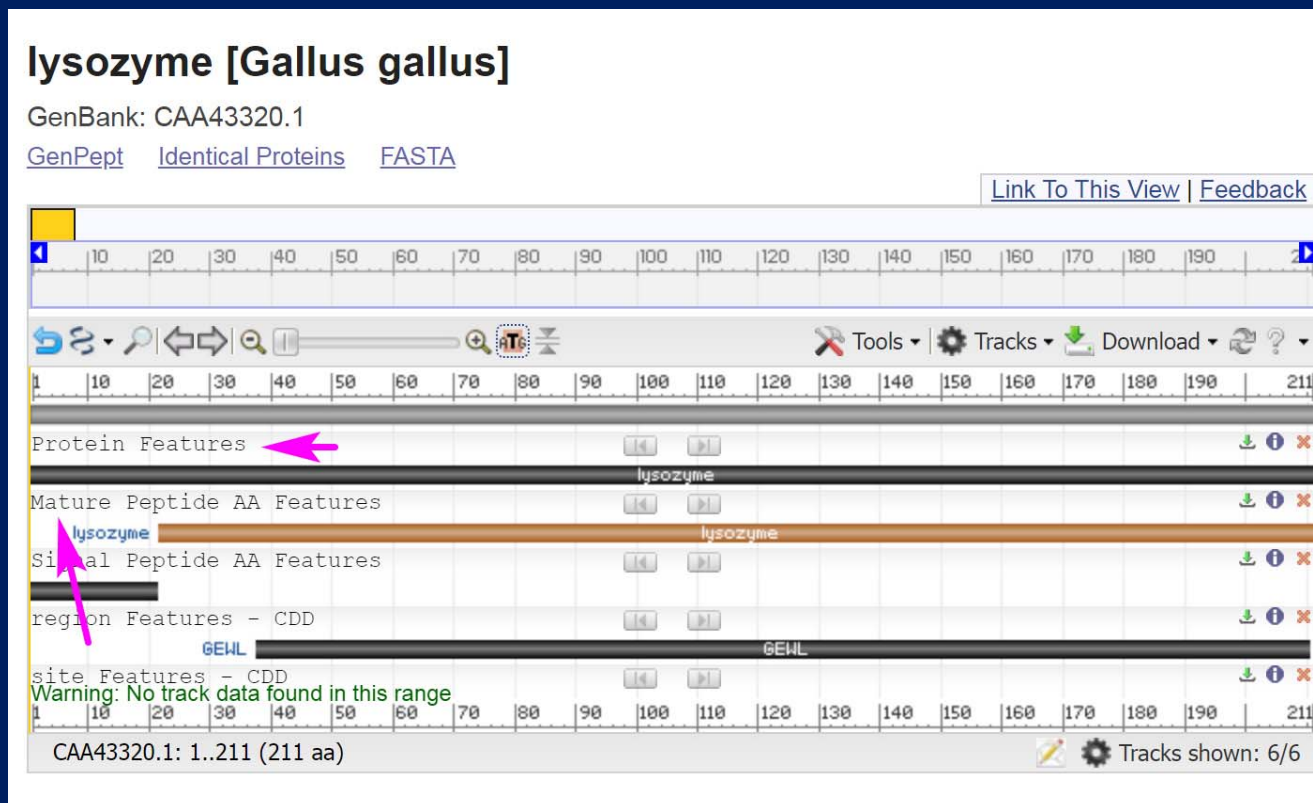 lysozyme [Gallus gallus]
GenBank: CAA43320.1
GenPept Identical Proteins FASTA
Link To This View | Feedback
10 20 30 40 50 60 70 80 90 100 110 120 130 140 150 160 170 180 190
ATG Tools Tracks Download ?
1 10 20 30 40 50 60 70 80 90 100 110 120 130 140 150 160 170 180 190 211
Protein Features
lysozyme
Mature Peptide AA Features
lysozyme lysozyme
Signal Peptide AA Features
region Features - CDD
GEWL GEWL
site Features - CDD
Warning: No track data found in this range
1 10 20 30 40 50 60 70 80 90 100 110 120 130 140 150 160 170 180 190 211
CAA43320.1: 1..211 (211 aa) Tracks shown: 6/6